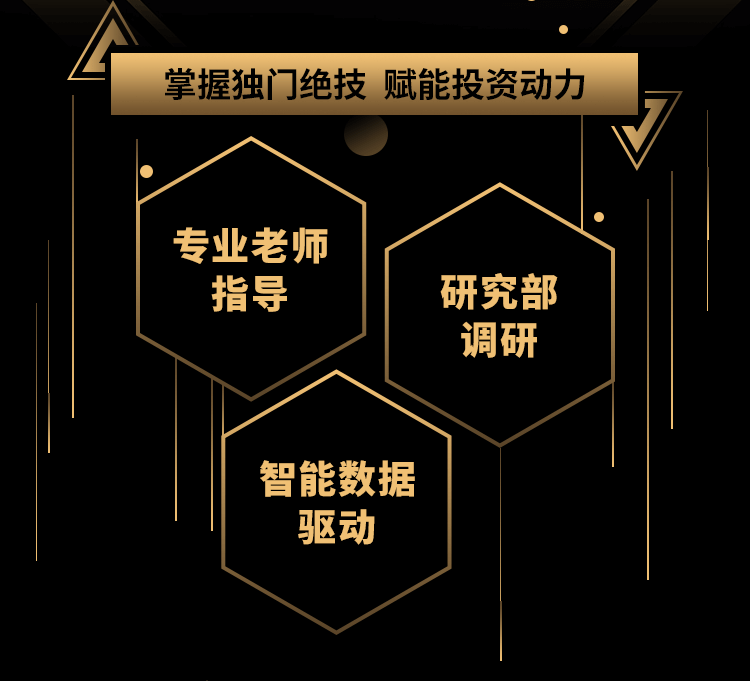 掌握独门绝技 赋能投资动力
专业老师
指导
研究部
调研
智能数据
驱动